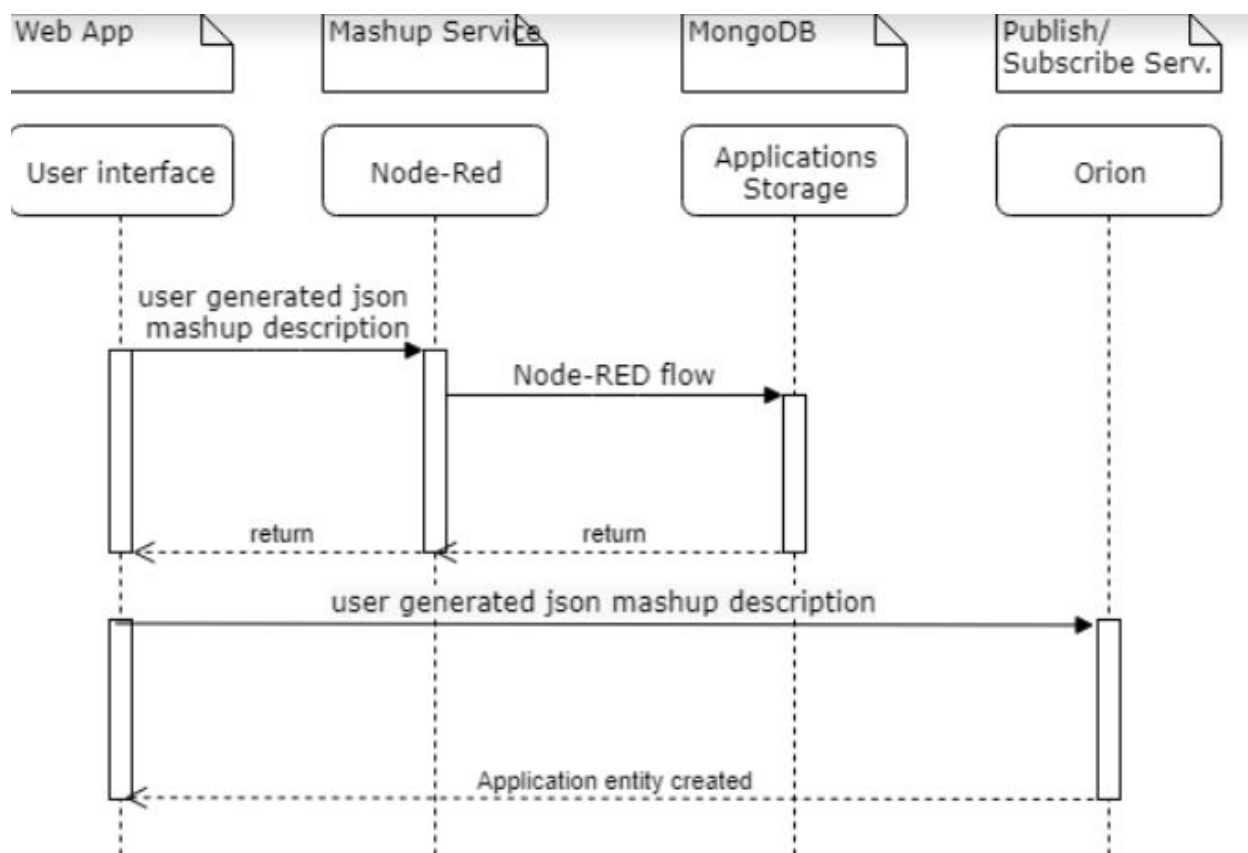 Web App
Mashup Service
MongoDB
Publish/
Subscribe Serv.
User interface
Node-Red
Applications
Storage
Orion
user generated json
mashup description
Node-RED flow
return
return
user generated json mashup description
Application entity created